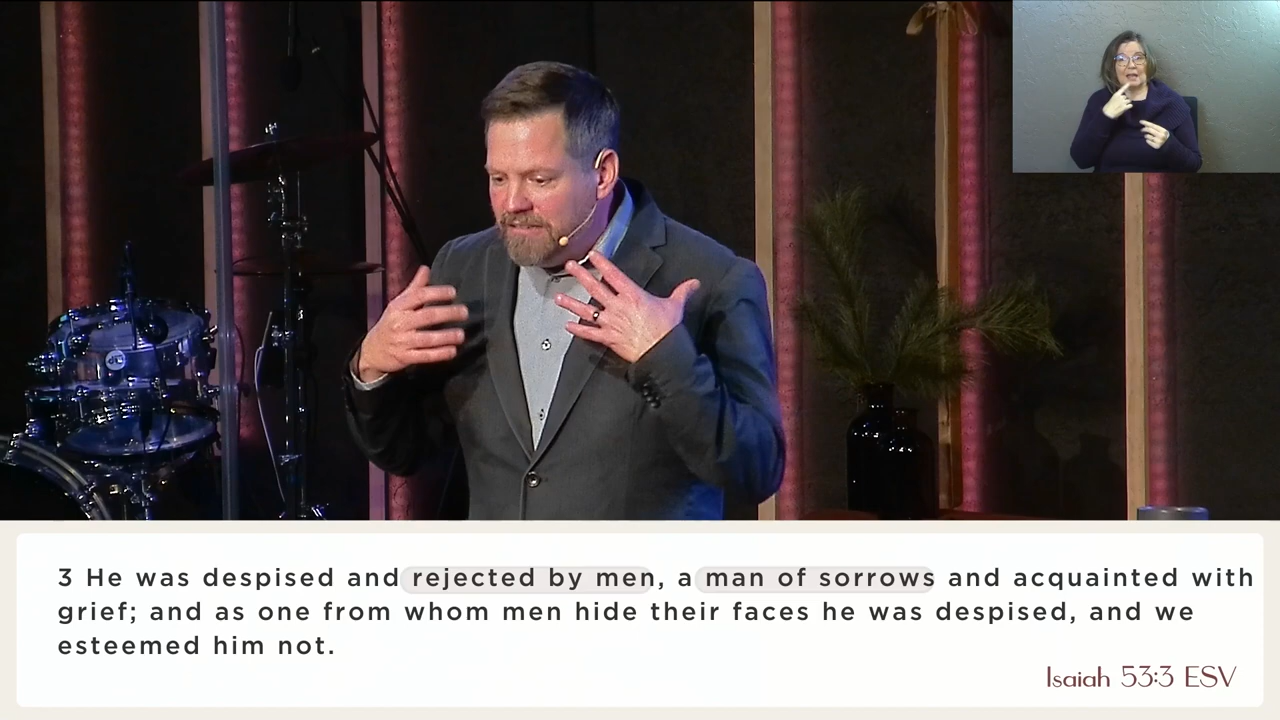 3 He was despised and rejected by men, a man of sorrows and acquainted with
grief; and as one from whom men hide their faces he was despised, and we
esteemed him not.
Isaiah 53:3 ESV